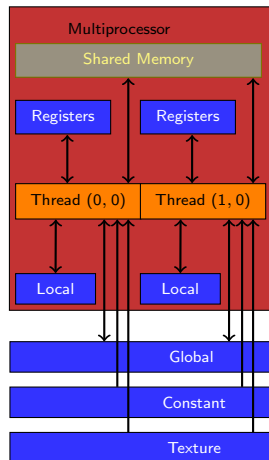 Multiprocessor
Shared Memory
Registers Registers
Thread (0, 0) Thread (1, 0)
Local Local
Global
Constant
Texture